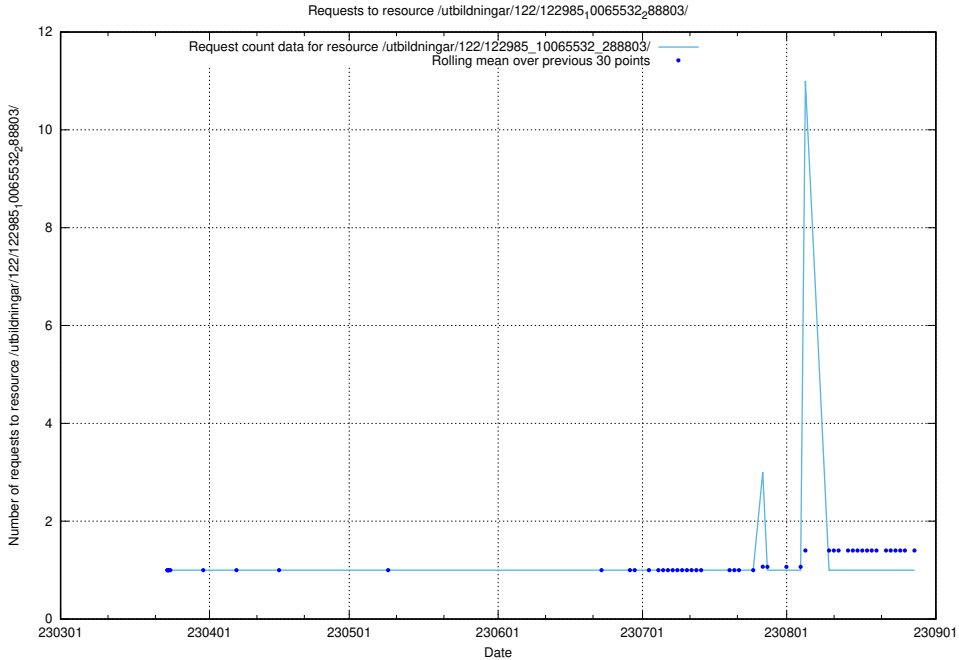 Requests to resource /utbildningar/122/122985₁0065532₂88803/
Number of requests to resource /utbildningar/122/122985₁0065532₂88803/
Request count data for resource /utbildningar/122/122985_10065532_288803/
Rolling mean over previous 30 points
12
10
8
6
4
2
0
230301 230401 230501 230601 230701 230801 230901
Date